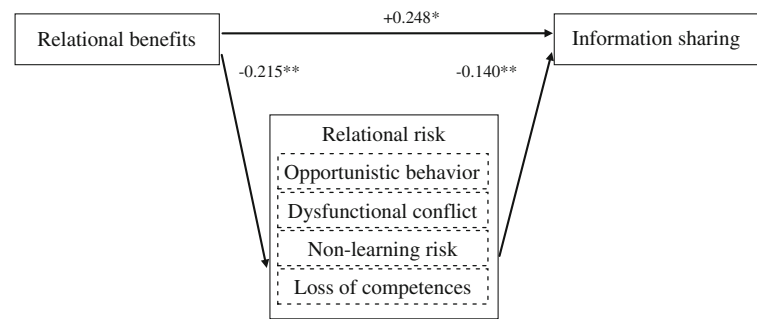 +0.248*
Relational benefits
Information sharing
-0.215**
-0.140**
Relational risk
Opportunistic behavior
Dysfunctional conflict
Non-learning risk
Loss of competences